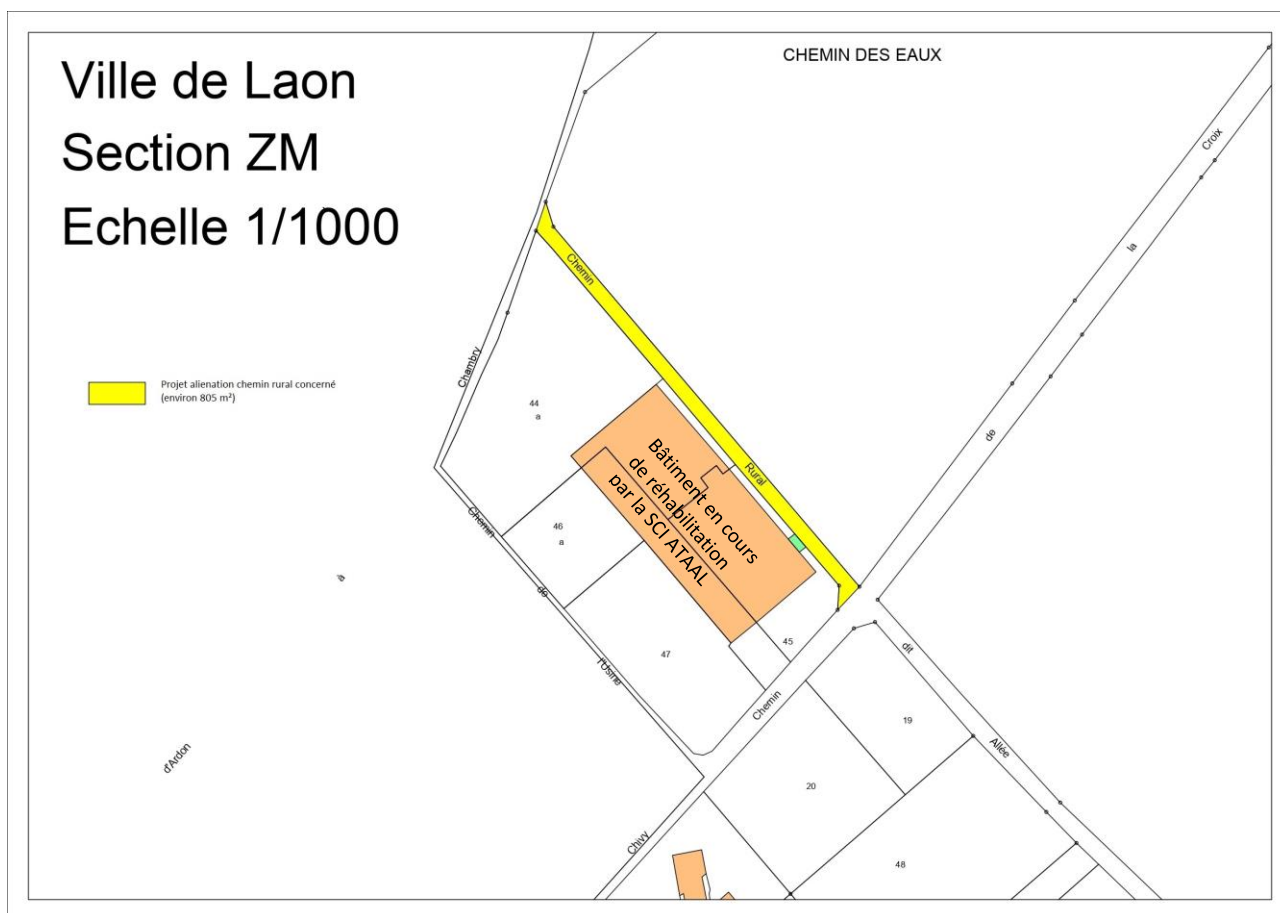 Ville de Laon
Section ZM
Echelle 1/1000
CHEMIN DES EAUX
Projet alienation chemin rural concerné
(environ 805 m²)
Croix
la
de
Chemin
Rural
Chambry
44
a
Bâtiment en cours
de réhabilitation
par la SCI ATAAL
46
a
47
45
Chemin
de
l'Usine
à
d'Ardon
Chemin
Chivy
dit
Allée
19
20
48